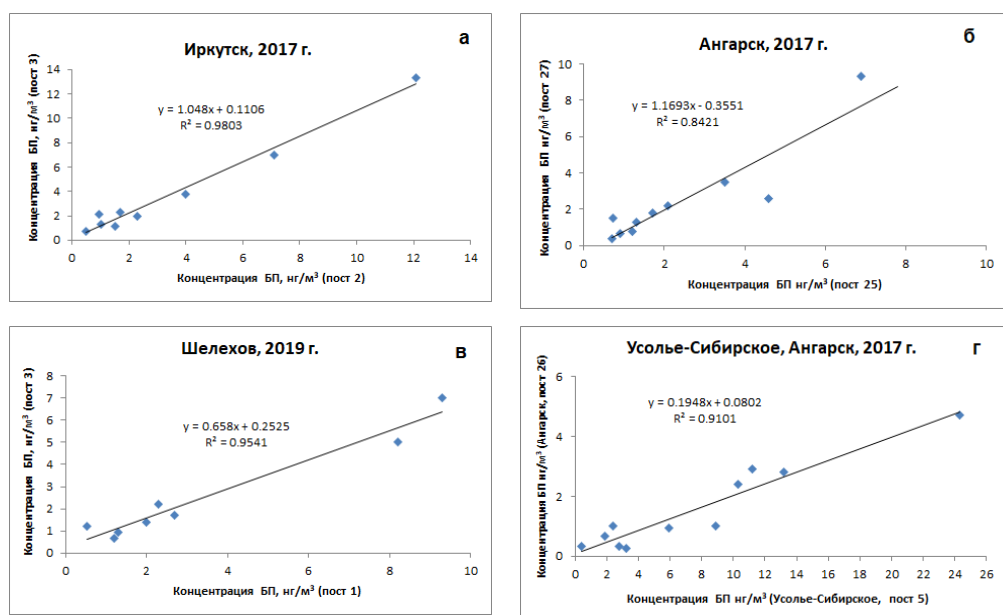 Иркутск, 2017 г.
а
Концентрация БП, нг/м³ (пост 3)
14
12
10
8
6
4
2
0
y = 1.048x + 0.1106
R² = 0.9803
0 2 4 6 8 10 12 14
Концентрация БП, нг/м³ (пост 2)
Ангарск, 2017 г.
б
Концентрация БП нг/м³ (пост 27)
10
8
6
4
2
0
y = 1.1693x - 0.3551
R² = 0.8421
0 2 4 6 8 10
Концентрация БП нг/м³ (пост 25)
Шелехов, 2019 г.
в
Концентрация БП, нг/м³ (пост 3)
8
7
6
5
4
3
2
1
0
y = 0.658x + 0.2525
R² = 0.9541
0 2 4 6 8 10
Концентрация БП, нг/м³ (пост 1)
Усолье-Сибирское, Ангарск, 2017 г.
г
Концентрация БП нг/м³ (Ангарск, пост 26)
6
4
2
0
y = 0.1948x + 0.0802
R² = 0.9101
0 2 4 6 8 10 12 14 16 18 20 22 24 26
Концентрация БП нг/м³ (Усолье-Сибирское, пост 5)